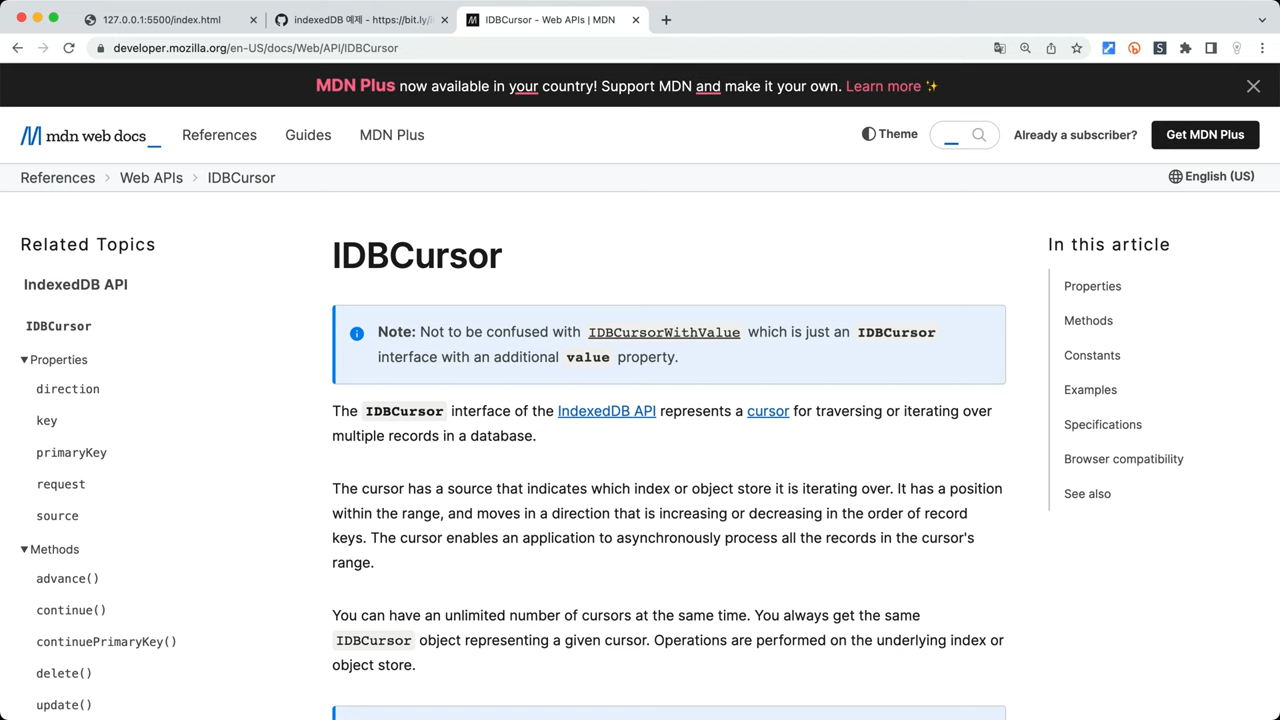 127.0.0.1:5500/index.html
indexedDB 예제 - https://bit.ly/i
IDBCursor - Web APIs | MDN
developer.mozilla.org/en-US/docs/Web/API/IDBCursor
MDN Plus now available in your country! Support MDN and make it your own. Learn more ✨
mdn web docs_
References
Guides
MDN Plus
Theme
Already a subscriber?
Get MDN Plus
References > Web APIs > IDBCursor
English (US)
Related Topics
IndexedDB API
IDBCursor
Properties
direction
key
primaryKey
request
source
Methods
advance()
continue()
continuePrimaryKey()
delete()
update()
IDBCursor
Note: Not to be confused with IDBCursorWithValue which is just an IDBCursor
interface with an additional value property.
The IDBCursor interface of the IndexedDB API represents a cursor for traversing or iterating over
multiple records in a database.
The cursor has a source that indicates which index or object store it is iterating over. It has a position
within the range, and moves in a direction that is increasing or decreasing in the order of record
keys. The cursor enables an application to asynchronously process all the records in the cursor's
range.
You can have an unlimited number of cursors at the same time. You always get the same
IDBCursor object representing a given cursor. Operations are performed on the underlying index or
object store.
In this article
Properties
Methods
Constants
Examples
Specifications
Browser compatibility
See also